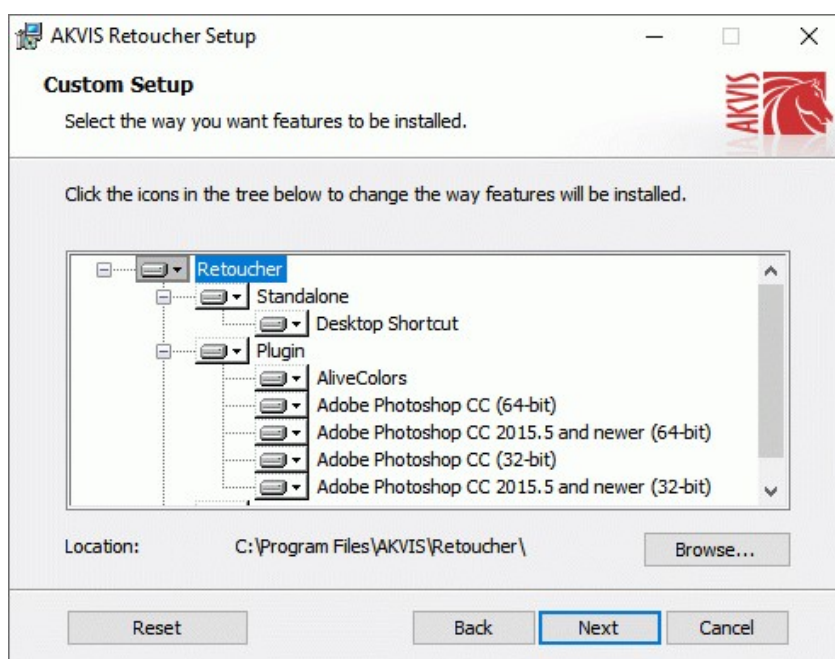 AKVIS Retoucher Setup
Custom Setup
Select the way you want features to be installed.
AKVIS
Click the icons in the tree below to change the way features will be installed.
Retoucher
Standalone
Desktop Shortcut
Plugin
AliveColors
Adobe Photoshop CC (64-bit)
Adobe Photoshop CC 2015.5 and newer (64-bit)
Adobe Photoshop CC (32-bit)
Adobe Photoshop CC 2015.5 and newer (32-bit)
Location: C:\Program Files\AKVIS\Retoucher\ Browse...
Reset Back Next Cancel